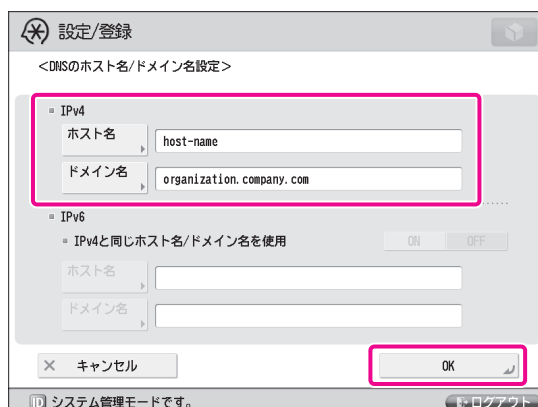 設定/登録
<DNSのホスト名/ドメイン名設定>
IPv4
ホスト名 host-name
ドメイン名 organization.company.com
IPv6
IPv4と同じホスト名/ドメイン名を使用 ON OFF
ホスト名
ドメイン名
× キャンセル OK
ID システム管理モードです。 ログアウト